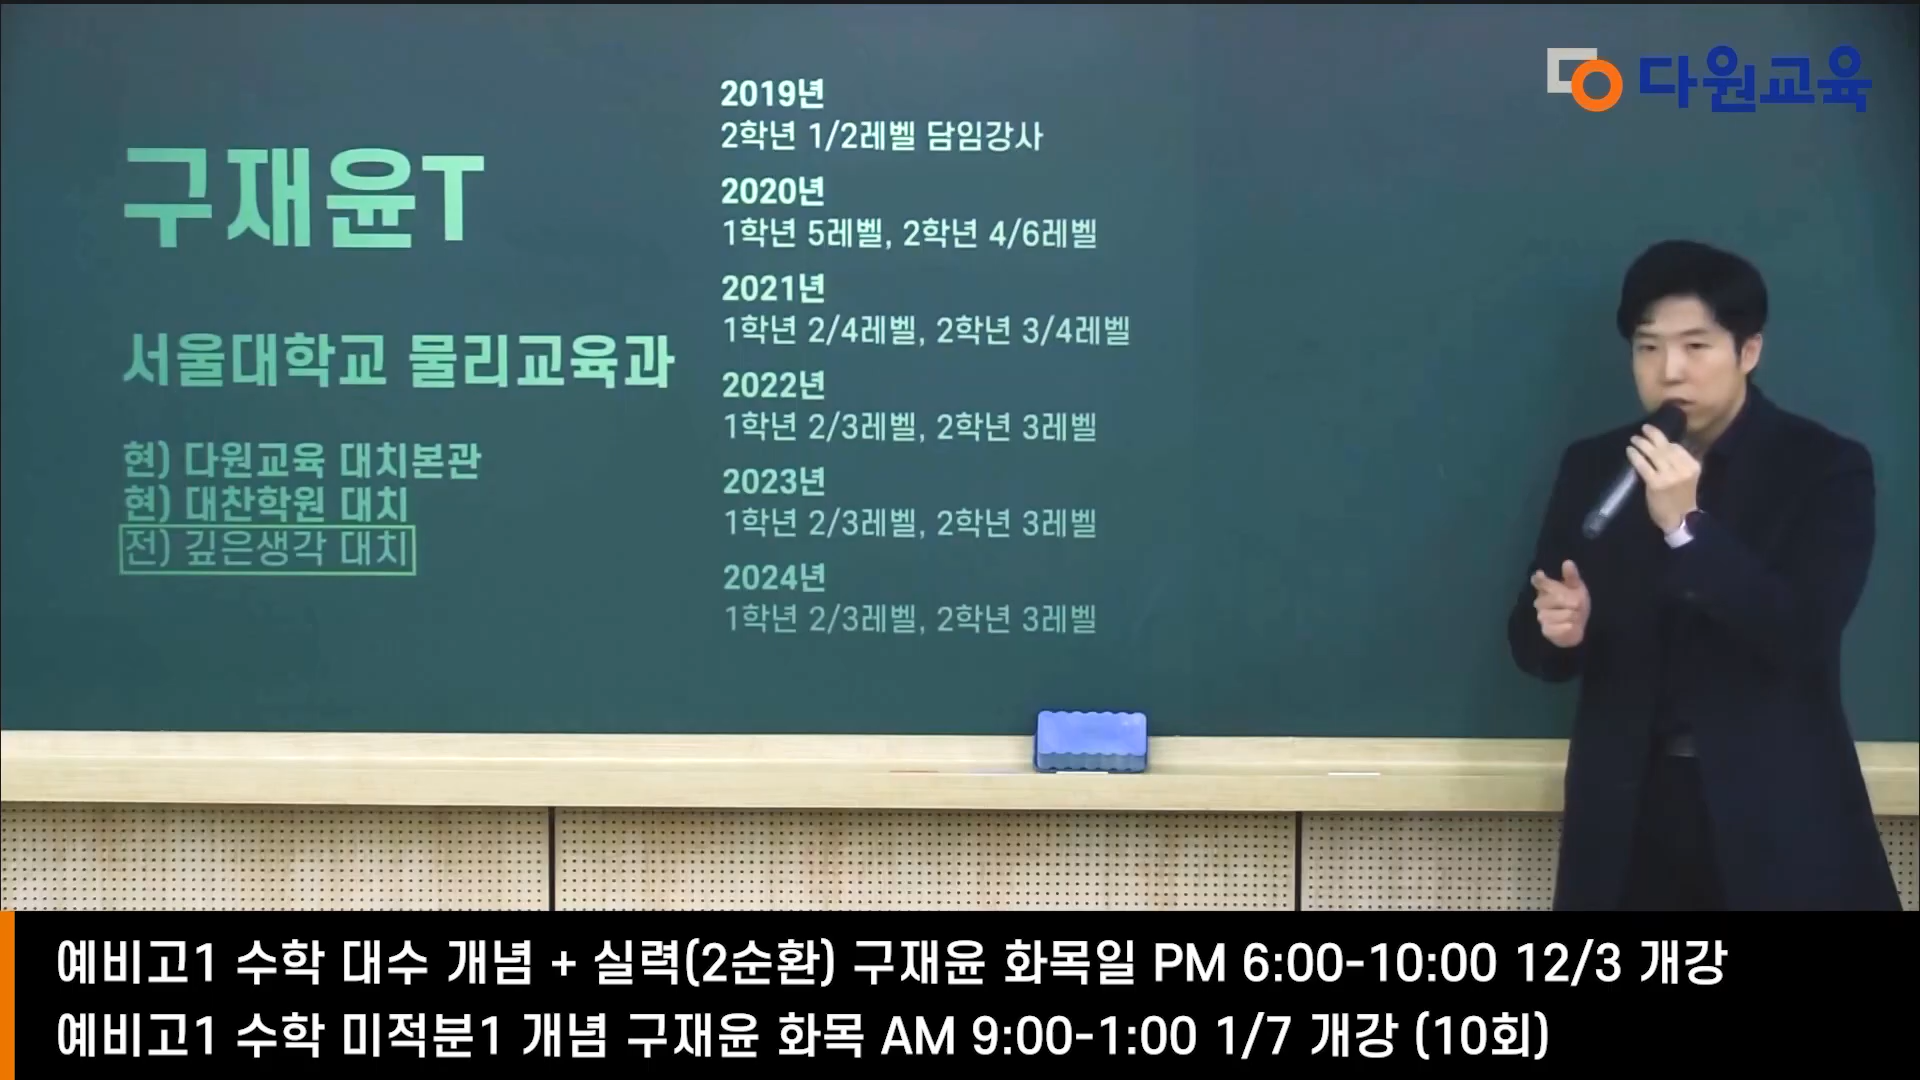 다원교육
구재윤T
서울대학교 물리교육과
현) 다원교육 대치본관
현) 대찬학원 대치
전) 깊은생각 대치
2019년
2학년 1/2레벨 담임강사
2020년
1학년 5레벨, 2학년 4/6레벨
2021년
1학년 2/4레벨, 2학년 3/4레벨
2022년
1학년 2/3레벨, 2학년 3레벨
2023년
1학년 2/3레벨, 2학년 3레벨
2024년
1학년 2/3레벨, 2학년 3레벨
예비고1 수학 대수 개념 + 실력(2순환) 구재윤 화목일 PM 6:00-10:00 12/3 개강
예비고1 수학 미적분1 개념 구재윤 화목 AM 9:00-1:00 1/7 개강 (10회)